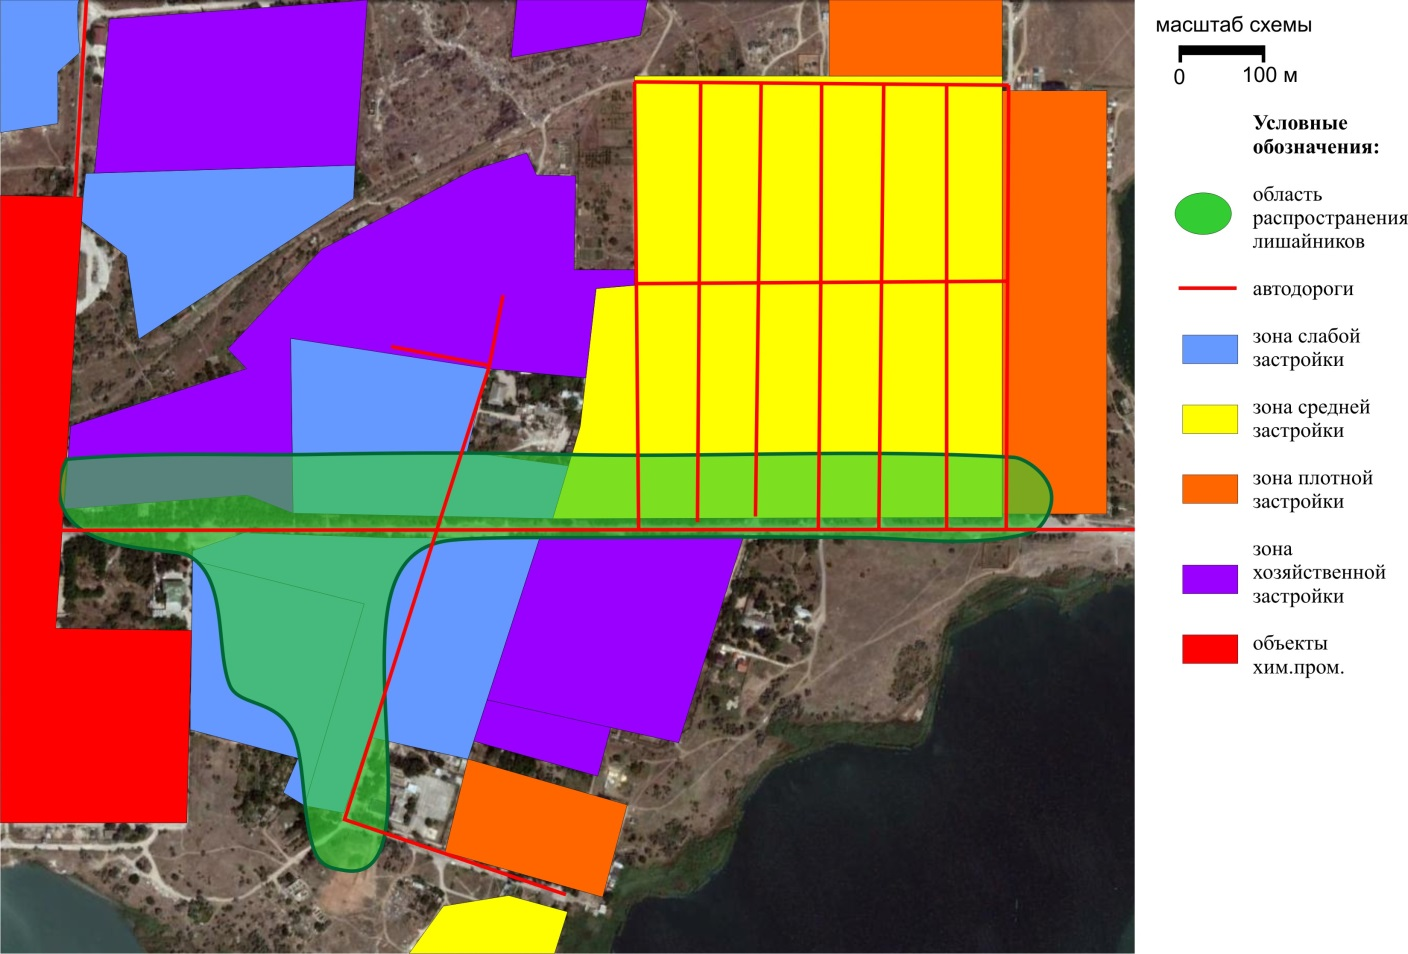 масштаб схемы
0 100 м
Условные
обозначения:
область
распространения
лишайников
автодороги
зона слабой
застройки
зона средней
застройки
зона плотной
застройки
зона
хозяйственной
застройки
объекты
хим.пром.